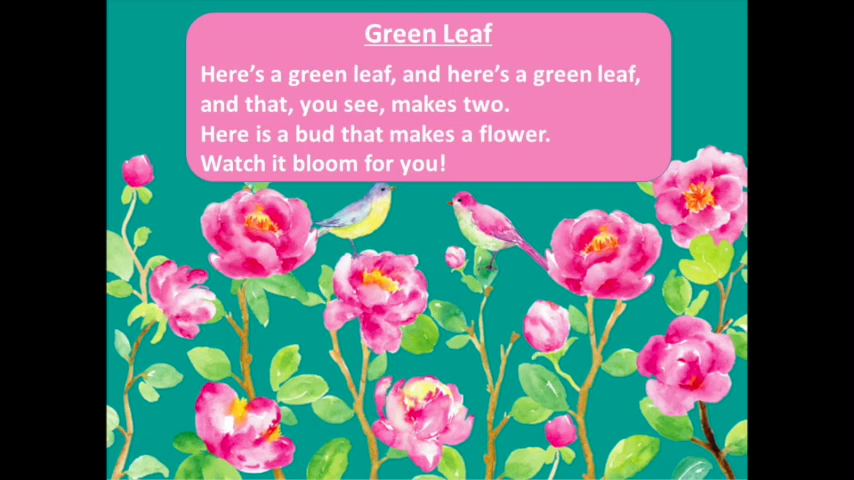 Green Leaf
Here’s a green leaf, and here’s a green leaf,
and that, you see, makes two.
Here is a bud that makes a flower.
Watch it bloom for you!